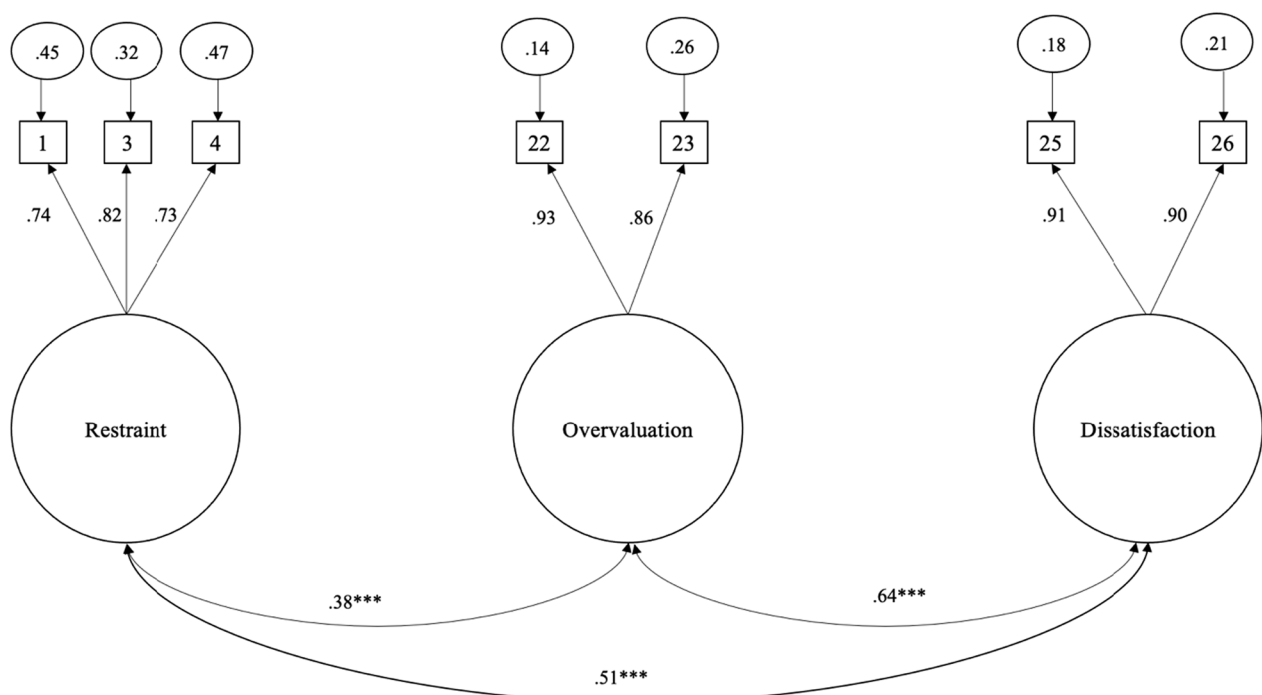 .45 .32 .47 .14 .26 .18 .21
1 3 4 22 23 25 26
.74 .82 .73 .93 .86 .91 .90
Restraint Overvaluation Dissatisfaction
.38*** .64***
.51***